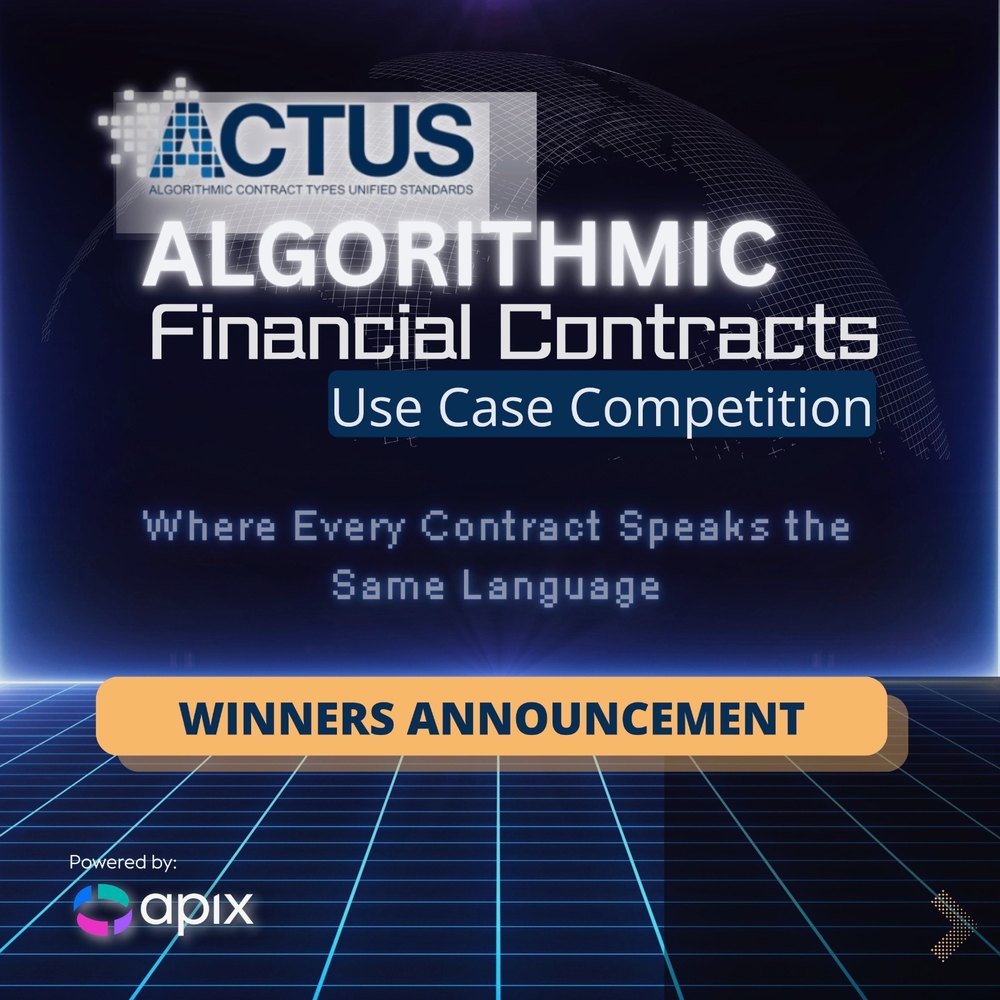 ACTUS
ALGORITHMIC CONTRACT TYPES UNIFIED STANDARDS
ALGORITHMIC
Financial Contracts
Use Case Competition
Where Every Contract Speaks the
Same Language
WINNERS ANNOUNCEMENT
Powered by:
apix